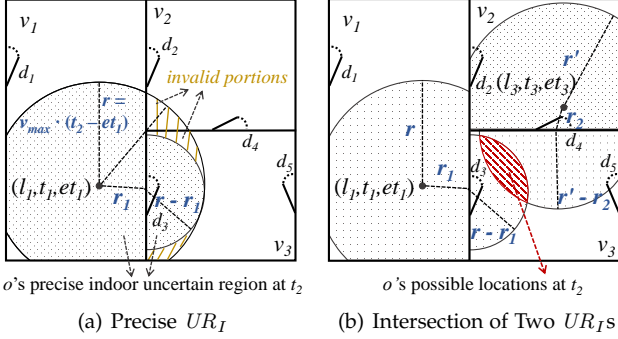 v1
v2
d1
d2
invalid portions
r =
vmax · (t2 – et1)
d4
d5
(l1, t1, et1)
r1
r - r1
d3
v3
o's precise indoor uncertain region at t2
(a) Precise URI
v1
v2
r'
d1
d2
(l3, t3, et3)
r2
r
d4
d5
d3
(l1, t1, et1)
r1
r' - r2
r - r1
v3
o's possible locations at t2
(b) Intersection of Two URIs